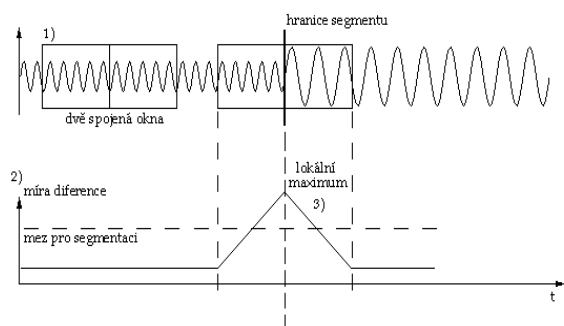 hranice segmentu
1)
dvě spojená okna
lokální
maximum
2)
míra diference
3)
mez pro segmentaci
t